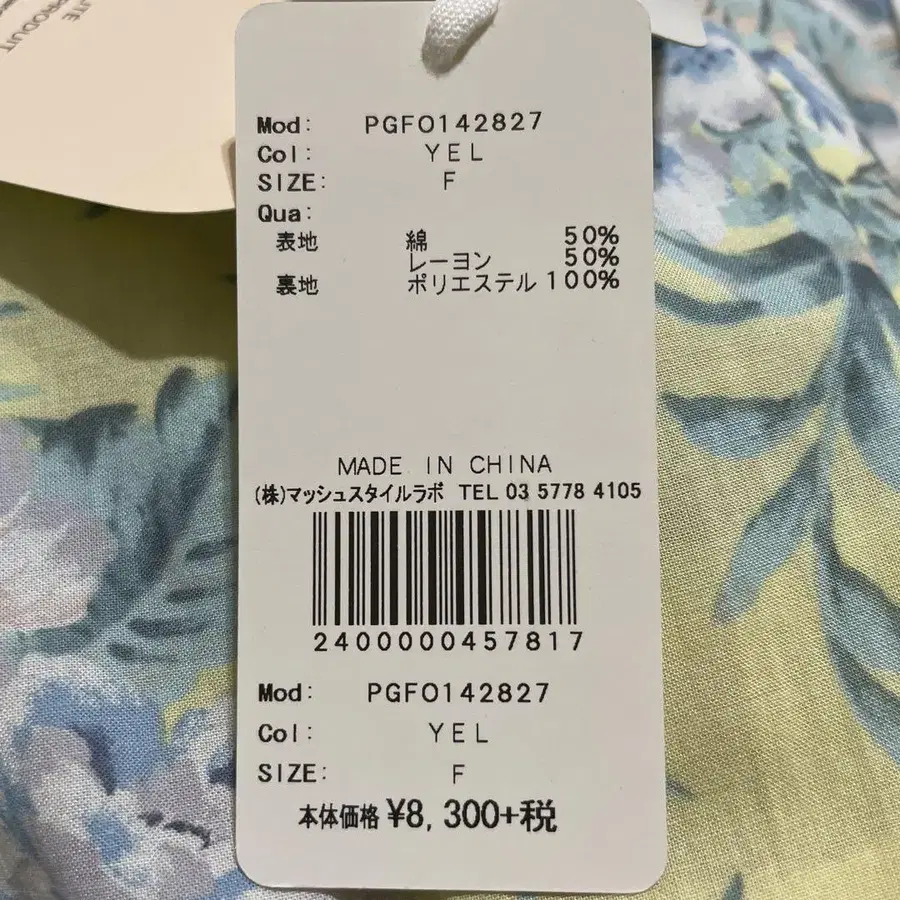 PRODUIT
Mod: PGFO142827
Col: YEL
SIZE: F
Qua:
表地 綿 50%
レーヨン 50%
裏地 ポリエステル 100%
MADE IN CHINA
(株)マッシュスタイルラボ TEL 03 5778 4105
2400000457817
Mod: PGFO142827
Col: YEL
SIZE: F
本体価格 ¥8,300+税